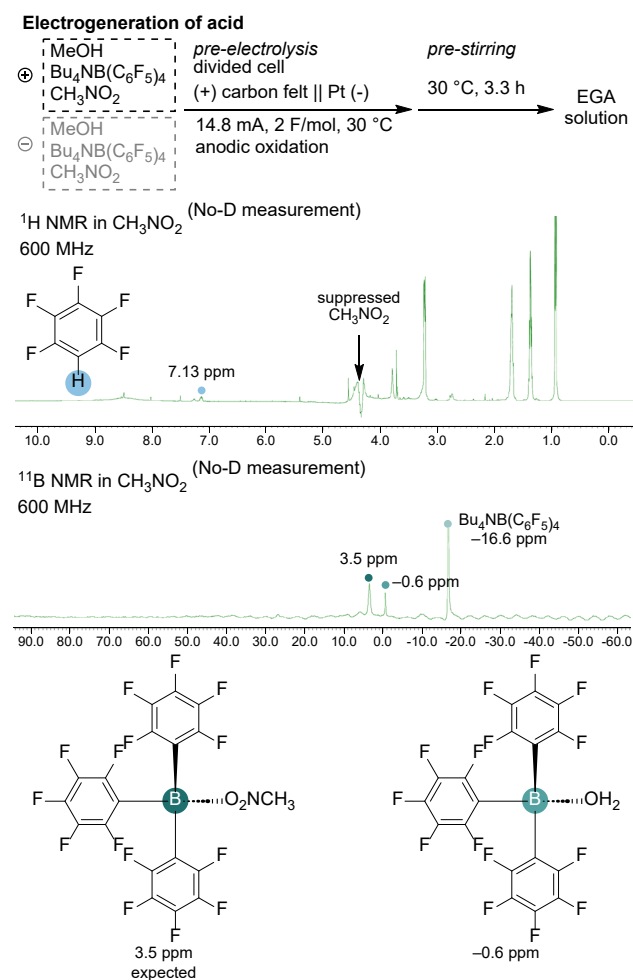 Electrogeneration of acid
MeOH
Bu₄NB(C₆F₅)₄
CH₃NO₂
⊕
MeOH
Bu₄NB(C₆F₅)₄
CH₃NO₂
⊖
pre-electrolysis
divided cell
(+) carbon felt || Pt (-)
14.8 mA, 2 F/mol, 30 °C
anodic oxidation
pre-stirring
30 °C, 3.3 h
EGA
solution
¹H NMR in CH₃NO₂ (No-D measurement)
600 MHz
F
F F
F F
H
7.13 ppm
suppressed
CH₃NO₂
10.0 9.0 8.0 7.0 6.0 5.0 4.0 3.0 2.0 1.0 0.0
¹¹B NMR in CH₃NO₂ (No-D measurement)
600 MHz
3.5 ppm
–0.6 ppm
Bu₄NB(C₆F₅)₄
–16.6 ppm
90.0 80.0 70.0 60.0 50.0 40.0 30.0 20.0 10.0 0.0 -10.0 -20.0 -30.0 -40.0 -50.0 -60.0
F
F F
F F
F F
F B O₂NCH₃
F F
F F
F F
F
3.5 ppm
expected
F
F F
F F
F F
F B OH₂
F F
F F
F F
F
–0.6 ppm